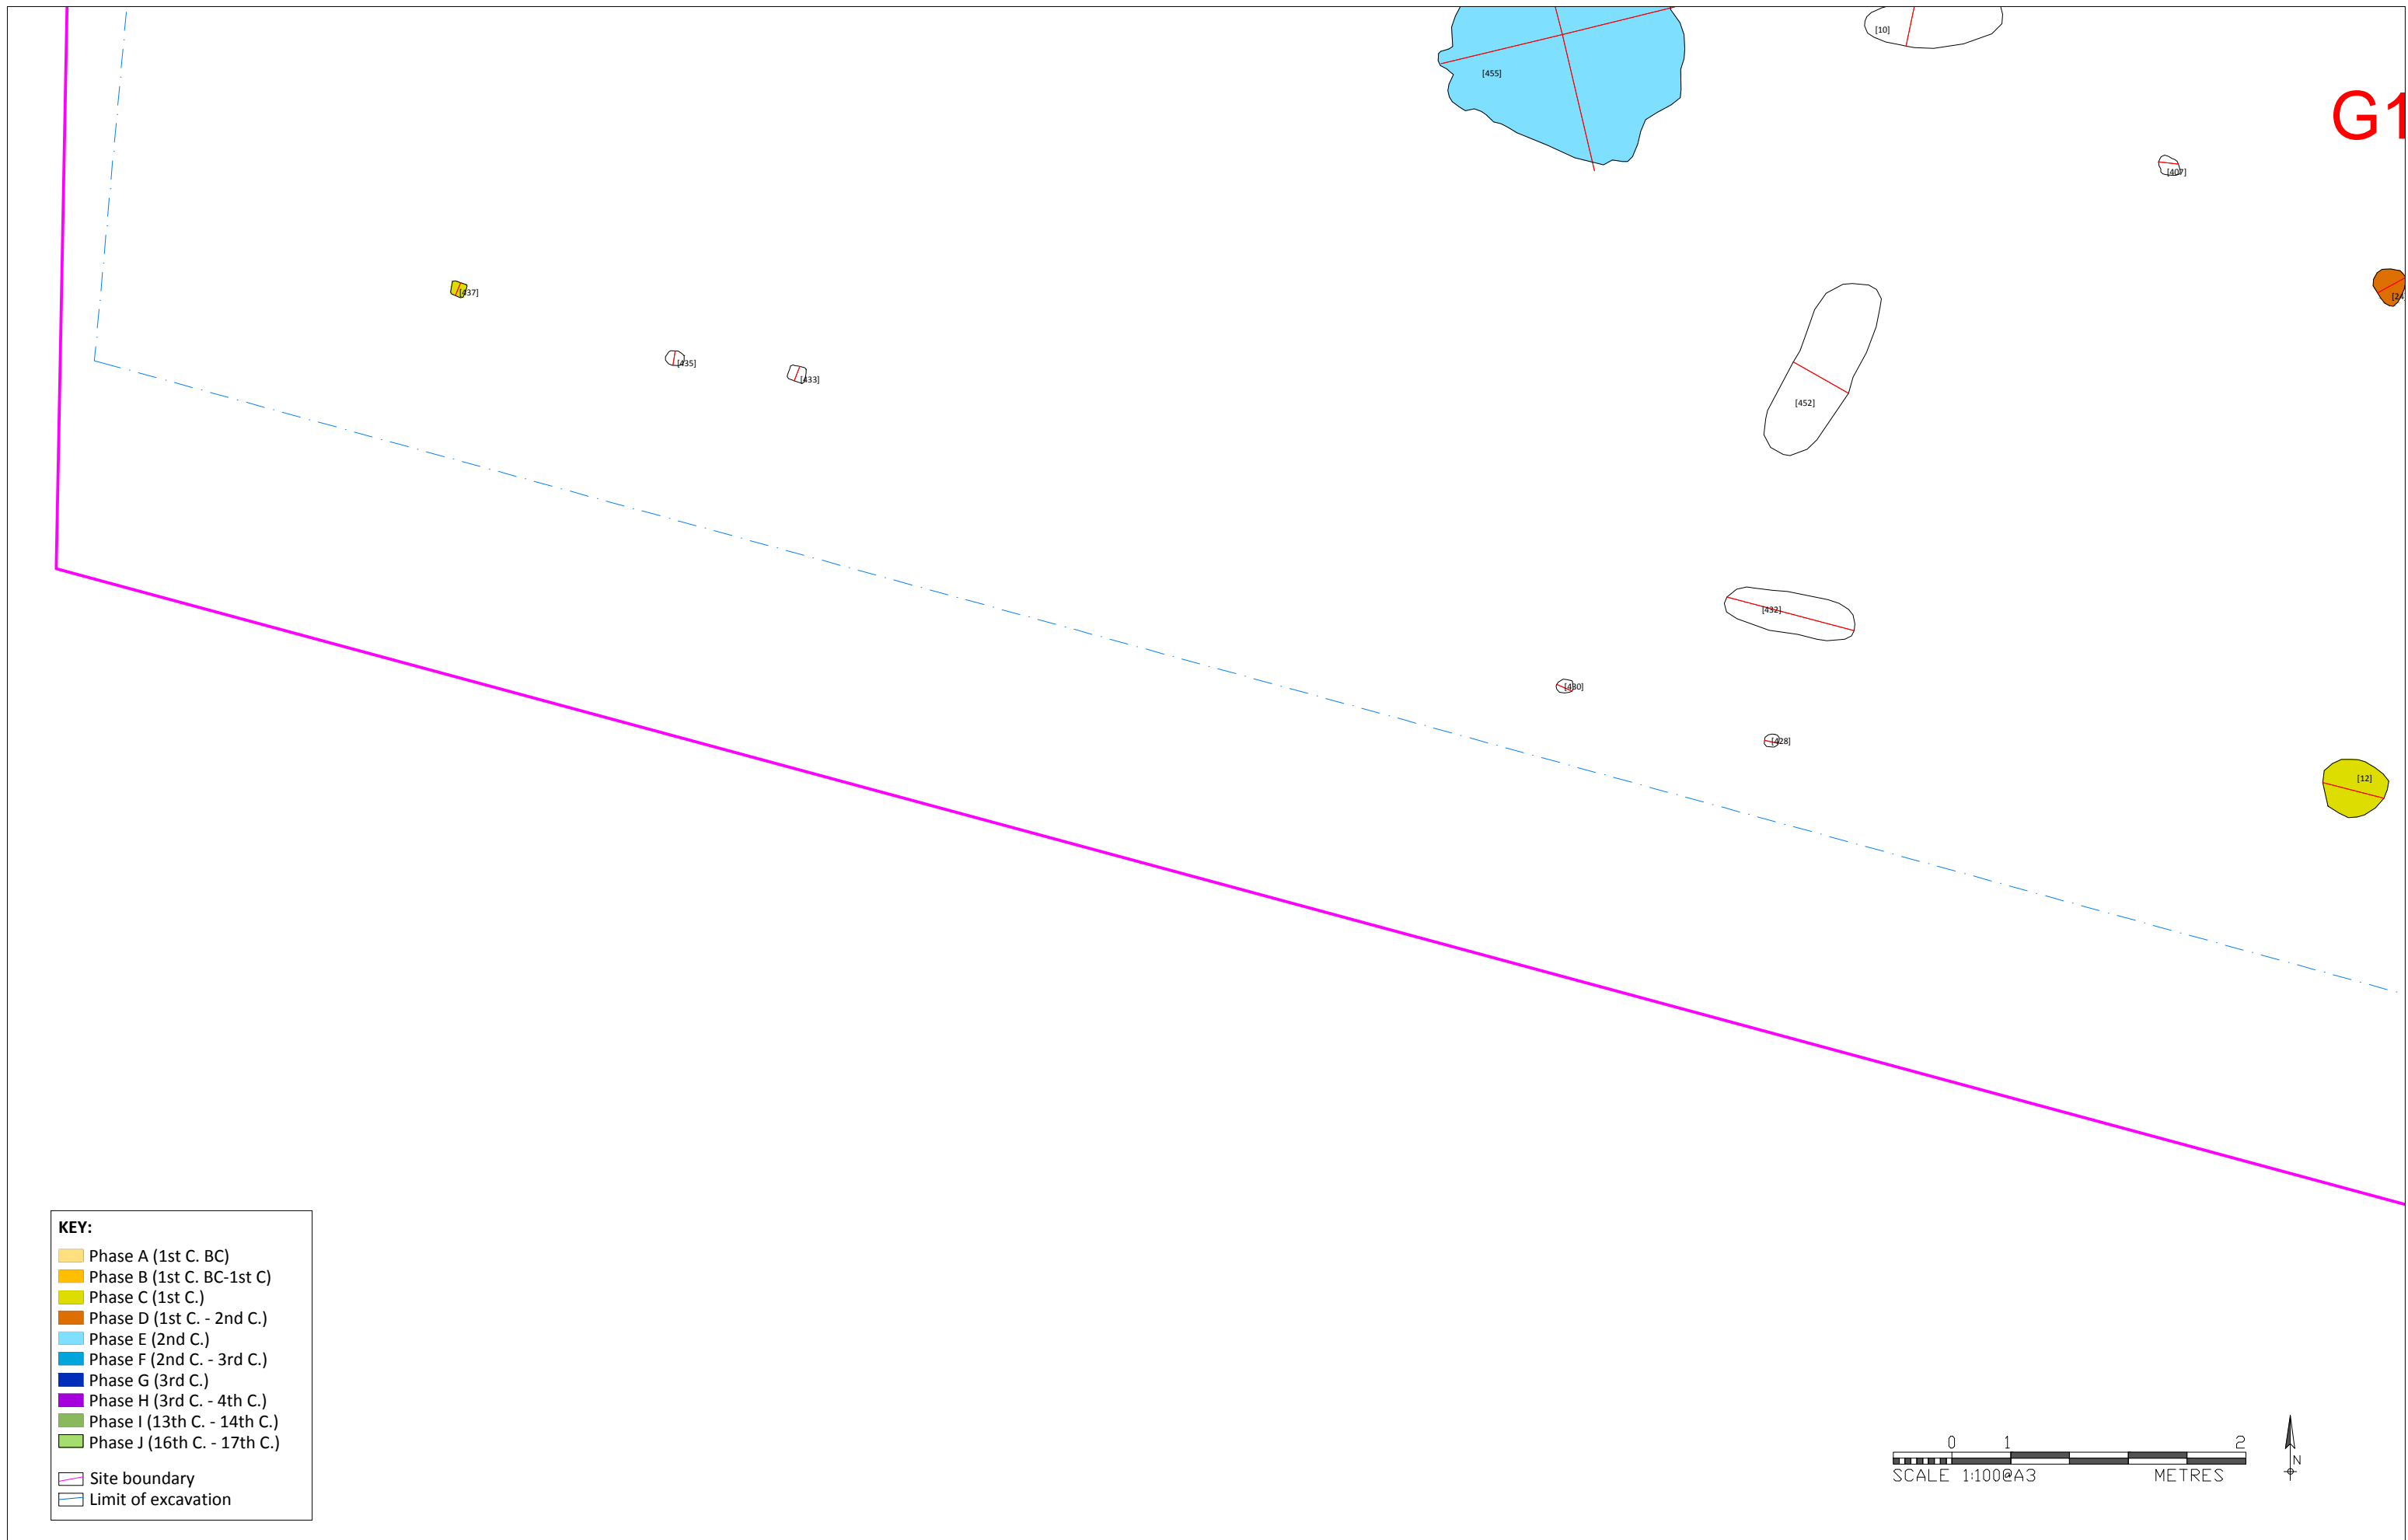 [10]
[455]
G1
[407]
[437]
[24
[435]
[433]
[452]
[432]
[430]
[428]
[12]
KEY:
Phase A (1st C. BC)
Phase B (1st C. BC-1st C)
Phase C (1st C.)
Phase D (1st C. - 2nd C.)
Phase E (2nd C.)
Phase F (2nd C. - 3rd C.)
Phase G (3rd C.)
Phase H (3rd C. - 4th C.)
Phase I (13th C. - 14th C.)
Phase J (16th C. - 17th C.)
Site boundary
Limit of excavation
0 1 2
SCALE 1:100@A3 METRES
N